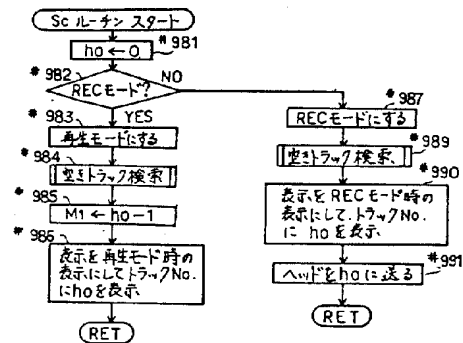 Scルーチン スタート
#981
ho←0
#982
RECモード?
NO
YES
#983
再生モードにする
#984
空きトラック検索
#985
M1←ho-1
#986
表示を再生モード時の
表示にしてトラックNo.
にhoを表示
RET
#987
RECモードにする
#989
空きトラック検索
#990
表示をRECモード時の
表示にして、トラックNo.
に ho を表示
#991
ヘッドをhoに送る
RET